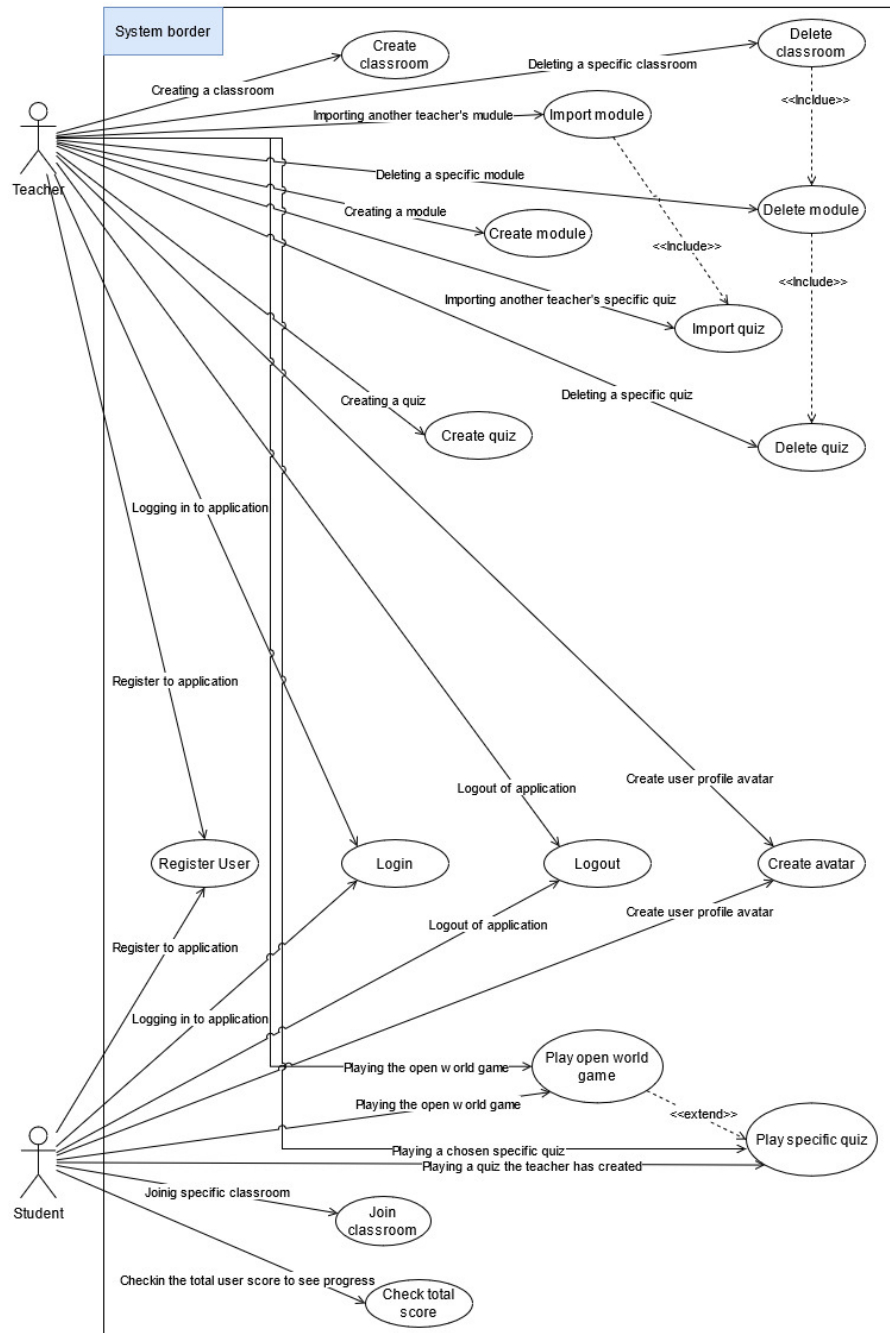 System border
Create
classroom
Delete
classroom
Deleting a specific classroom
Creating a classroom
<<Incldue>>
Importing another teacher's mudule
Import module
Teacher
Deleting a specific module
Delete module
Creating a module
Create module
<<Include>>
<<Include>>
Importing another teacher's specific quiz
Import quiz
Deleting a specific quiz
Creating a quiz
Create quiz
Delete quiz
Logging in to application
Register to application
Create user profile avatar
Logout of application
Register User
Login
Logout
Create avatar
Create user profile avatar
Logout of application
Register to application
Logging in to application
Play open world
game
Playing the open world game
Playing the open world game
<<extend>>
Play specific quiz
Playing a chosen specific quiz
Playing a quiz the teacher has created
Joinig specific classroom
Student
Join
classroom
Checkin the total user score to see progress
Check total
score